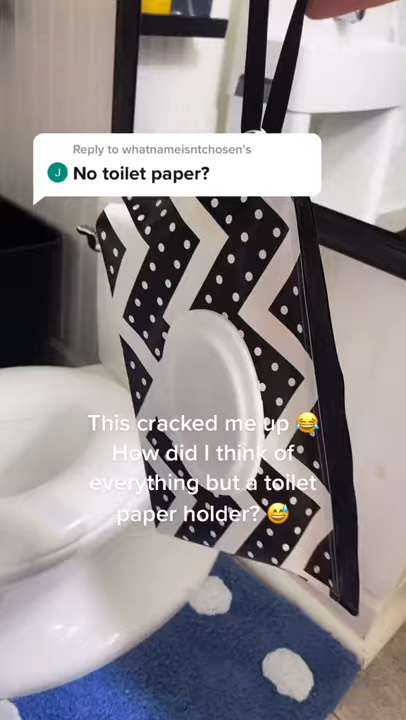 Reply to whatnameisntchosen's
J No toilet paper?
This cracked me up 😂
How did I think of
everything but a toilet
paper holder? 😅